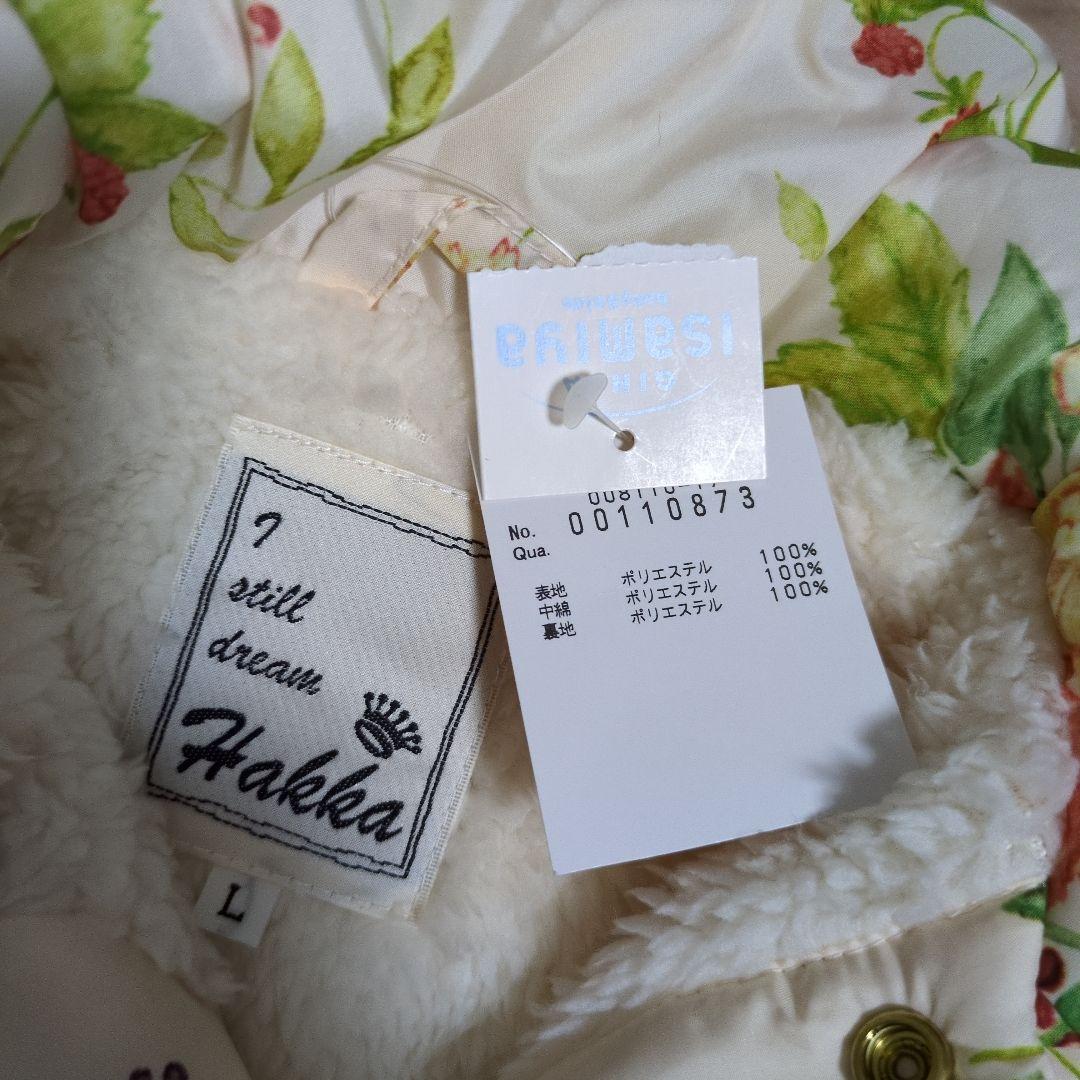 I
still
dream
Hakka
L
isamiya
No. 00110873
Qua.
表地 ポリエステル 100%
中綿 ポリエステル 100%
裏地 ポリエステル 100%